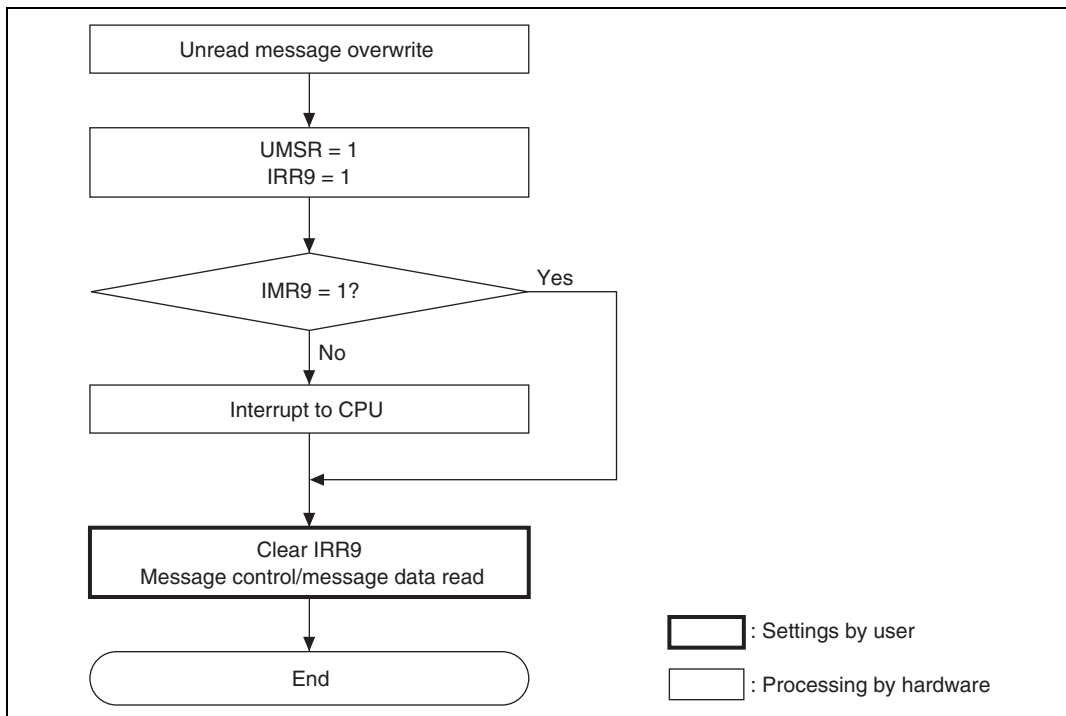 Unread message overwrite
UMSR = 1
IRR9 = 1
IMR9 = 1?
Yes
No
Interrupt to CPU
Clear IRR9
Message control/message data read
End
: Settings by user
: Processing by hardware